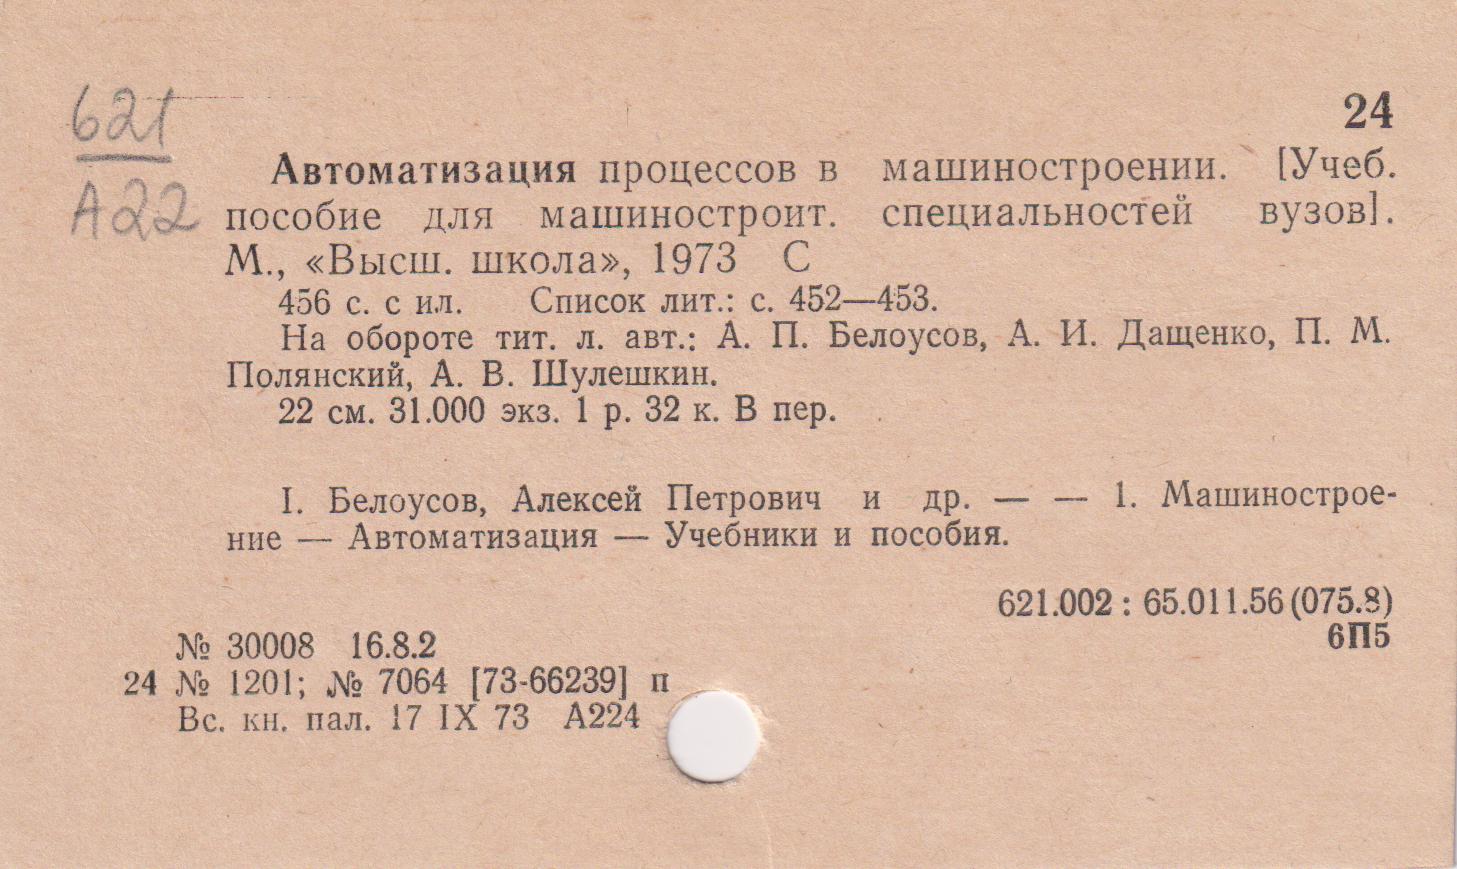 24
621
А22
Автоматизация процессов в машиностроении. [Учеб.
пособие для машиностроит. специальностей вузов].
М., «Высш. школа», 1973 С
456 с. с ил. Список лит.: с. 452—453.
На обороте тит. л. авт.: А. П. Белоусов, А. И. Дащенко, П. М.
Полянский, А. В. Шулешкин.
22 см. 31.000 экз. 1 р. 32 к. В пер.
I. Белоусов, Алексей Петрович и др. — — 1. Машинострое-
ние — Автоматизация — Учебники и пособия.
621.002 : 65.011.56 (075.8)
6П5
№ 30008 16.8.2
24 № 1201; № 7064 [73-66239] п
Вс. кн. пал. 17 IX 73 А224